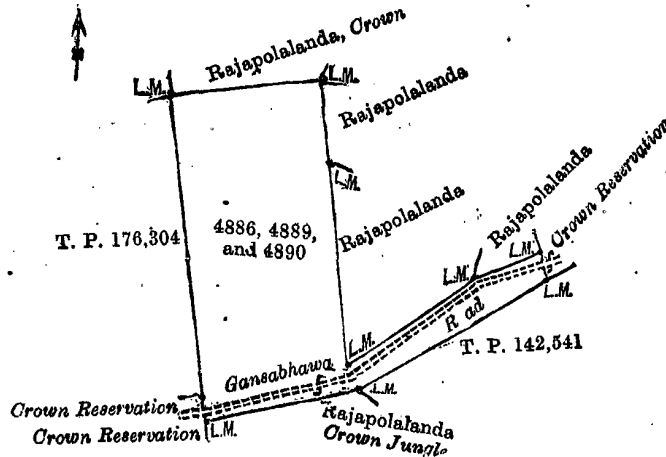 Rajapolalanda, Crown
L.M.
L.M.
Rajapolalanda
L.M.
T. P. 176,304
4886, 4889,
and 4890
Rajapolalanda
Rajapolalanda
Crown Reservation
L.M.
L.M.
L.M.
R ad
T. P. 142,541
L.M.
Gansabhawa
L.M.
Crown Reservation
Crown Reservation
L.M.
Rajapolalanda
Crown Jungle